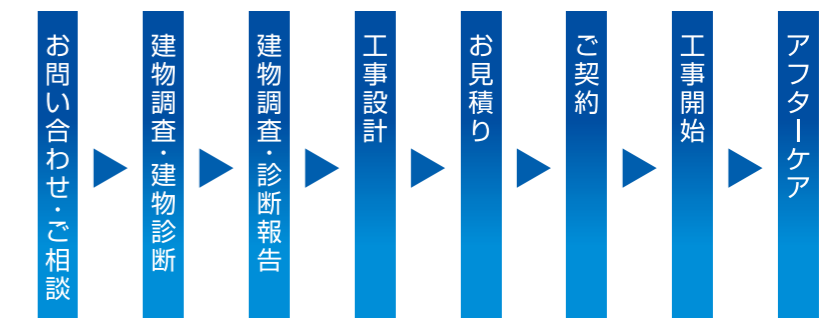 お問い合わせ・ご相談
建物調査・建物診断
建物調査・診断報告
工事設計
お見積り
ご契約
工事開始
アフターケア